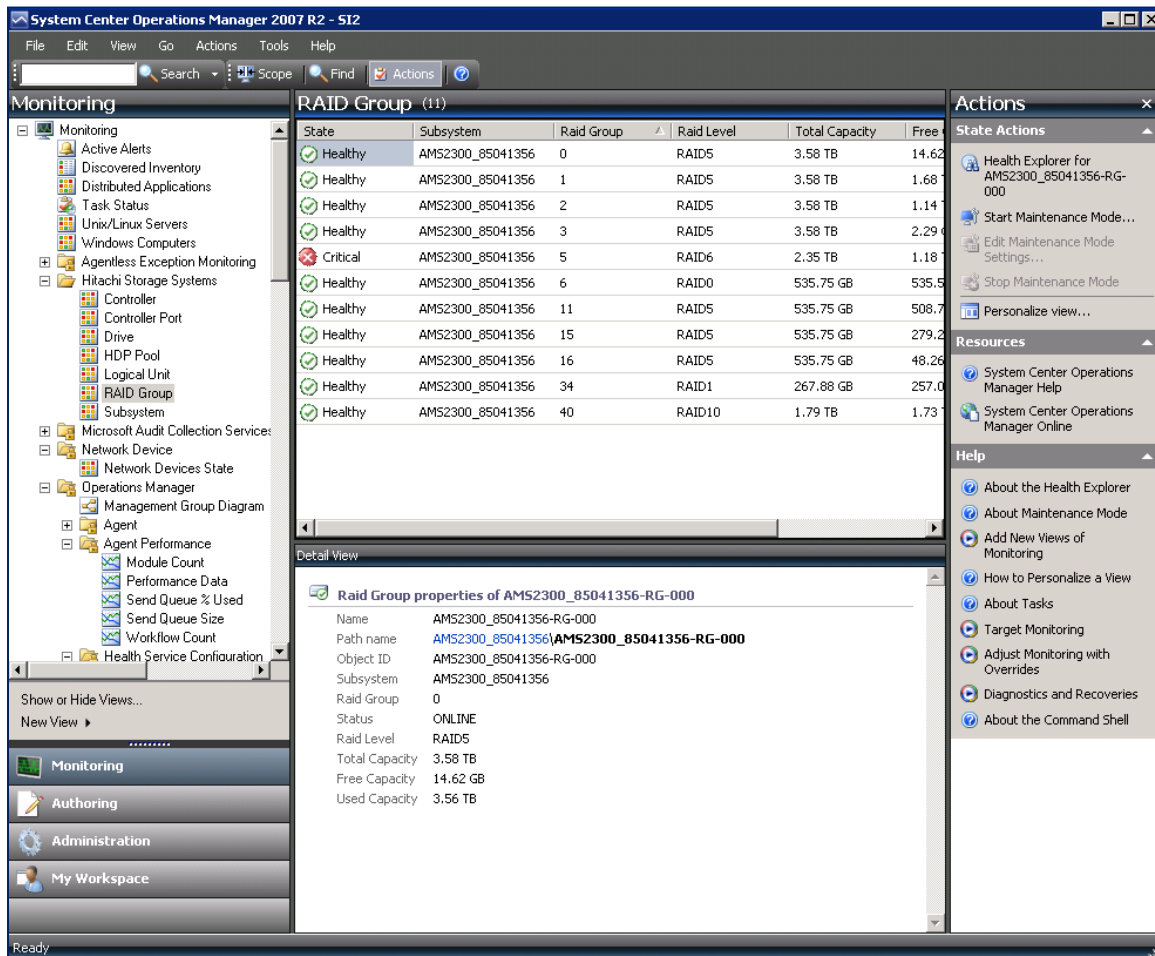 System Center Operations Manager 2007 R2 - SI2
File Edit View Go Actions Tools Help
Search Scope Find Actions
Monitoring
Monitoring
Active Alerts
Discovered Inventory
Distributed Applications
Task Status
Unix/Linux Servers
Windows Computers
Agentless Exception Monitoring
Hitachi Storage Systems
Controller
Controller Port
Drive
HDP Pool
Logical Unit
RAID Group
Subsystem
Microsoft Audit Collection Services
Network Device
Network Devices State
Operations Manager
Management Group Diagram
Agent
Agent Performance
Module Count
Performance Data
Send Queue % Used
Send Queue Size
Workflow Count
Health Service Configuration
Show or Hide Views...
New View
Monitoring
Authoring
Administration
My Workspace
Ready
RAID Group (11)
State Subsystem Raid Group Raid Level Total Capacity Free
Healthy AMS2300_85041356 0 RAID5 3.58 TB 14.62
Healthy AMS2300_85041356 1 RAID5 3.58 TB 1.68
Healthy AMS2300_85041356 2 RAID5 3.58 TB 1.14
Healthy AMS2300_85041356 3 RAID5 3.58 TB 2.29
Critical AMS2300_85041356 5 RAID6 2.35 TB 1.18
Healthy AMS2300_85041356 6 RAID0 535.75 GB 535.5
Healthy AMS2300_85041356 11 RAID5 535.75 GB 508.7
Healthy AMS2300_85041356 15 RAID5 535.75 GB 279.2
Healthy AMS2300_85041356 16 RAID5 535.75 GB 48.26
Healthy AMS2300_85041356 34 RAID1 267.88 GB 257.0
Healthy AMS2300_85041356 40 RAID10 1.79 TB 1.73
Detail View
Raid Group properties of AMS2300_85041356-RG-000
Name AMS2300_85041356-RG-000
Path name AMS2300_85041356\AMS2300_85041356-RG-000
Object ID AMS2300_85041356-RG-000
Subsystem AMS2300_85041356
Raid Group 0
Status ONLINE
Raid Level RAID5
Total Capacity 3.58 TB
Free Capacity 14.62 GB
Used Capacity 3.56 TB
Actions
State Actions
Health Explorer for
AMS2300_85041356-RG-
000
Start Maintenance Mode...
Edit Maintenance Mode
Settings...
Stop Maintenance Mode
Personalize view...
Resources
System Center Operations
Manager Help
System Center Operations
Manager Online
Help
About the Health Explorer
About Maintenance Mode
Add New Views of
Monitoring
How to Personalize a View
About Tasks
Target Monitoring
Adjust Monitoring with
Overrides
Diagnostics and Recoveries
About the Command Shell